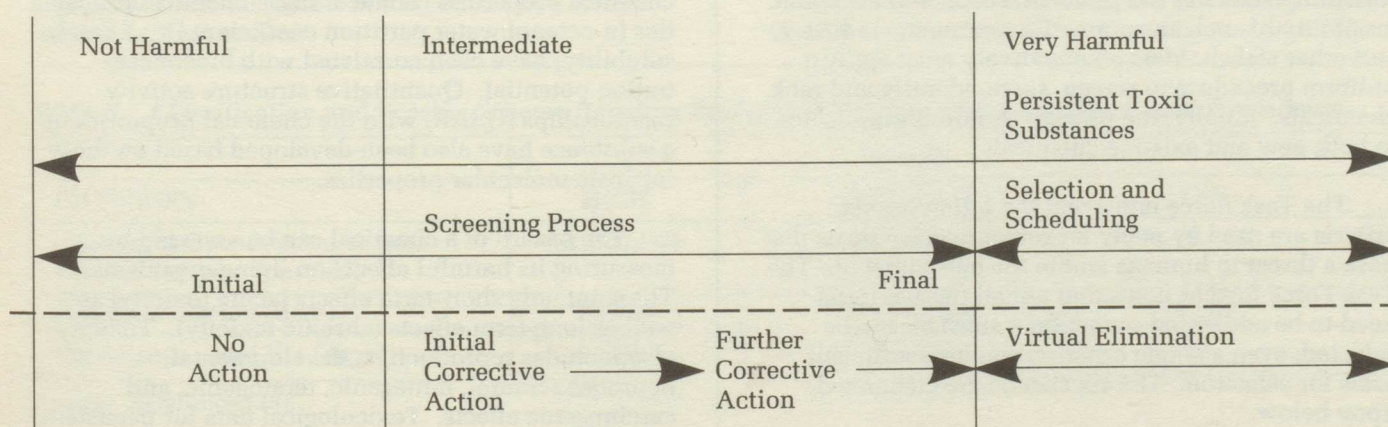 Not Harmful
Intermediate
Very Harmful
Persistent Toxic
Substances
Selection and
Scheduling
Screening Process
Initial
Final
No
Action
Initial
Corrective
Action
Further
Corrective
Action
Virtual Elimination